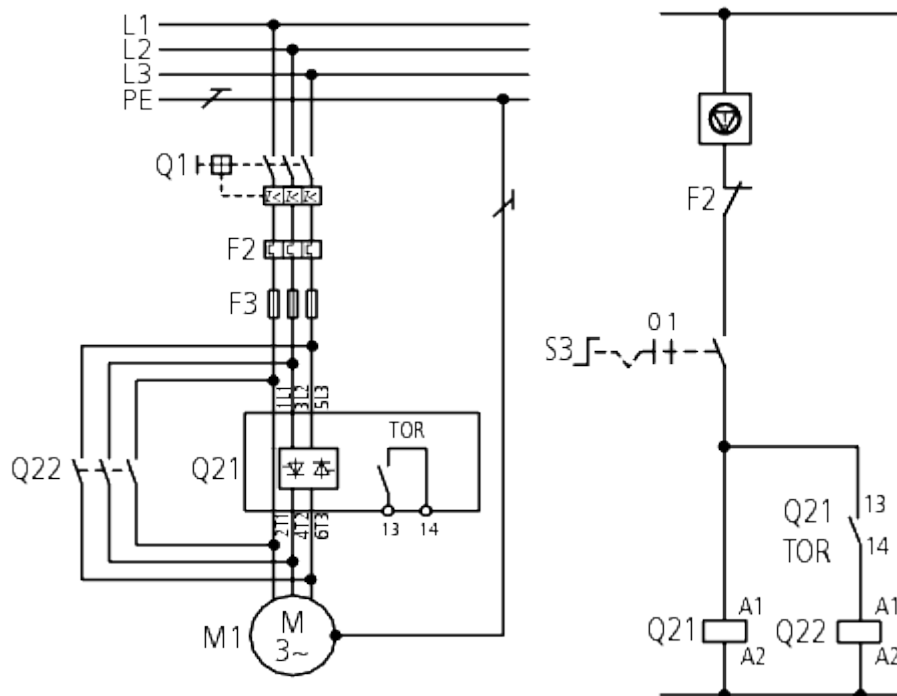 L1
L2
L3
PE
Q1
F2
F3
1L1 3L2 5L3
TOR
Q22
Q21
13 14
2T1 4T2 6T3
M1
M
3~
F2
0 1
S3
Q21
TOR
13
14
Q21
A1
A2
Q22
A1
A2